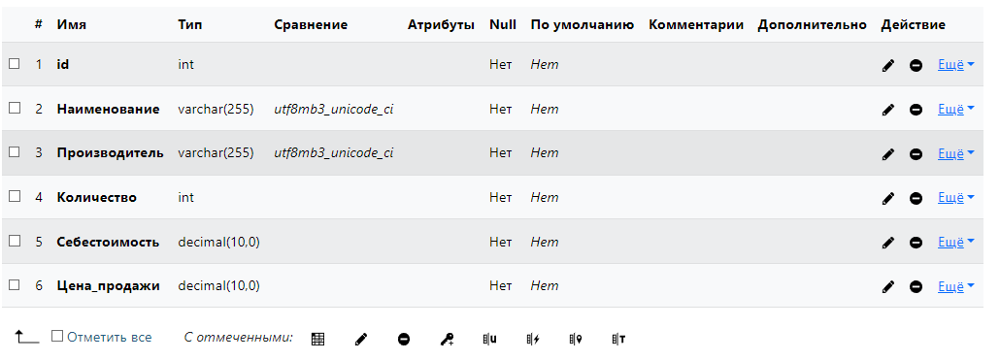 # Имя Тип Сравнение Атрибуты Null По умолчанию Комментарии Дополнительно Действие
1 id int Нет Нет Ещё
2 Наименование varchar(255) utf8mb3_unicode_ci Нет Нет Ещё
3 Производитель varchar(255) utf8mb3_unicode_ci Нет Нет Ещё
4 Количество int Нет Нет Ещё
5 Себестоимость decimal(10,0) Нет Нет Ещё
6 Цена_продажи decimal(10,0) Нет Нет Ещё
Отметить все С отмеченными: U T